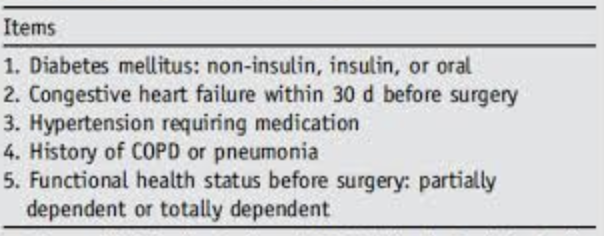 Items
1. Diabetes mellitus: non-insulin, insulin, or oral
2. Congestive heart failure within 30 d before surgery
3. Hypertension requiring medication
4. History of COPD or pneumonia
5. Functional health status before surgery: partially
dependent or totally dependent